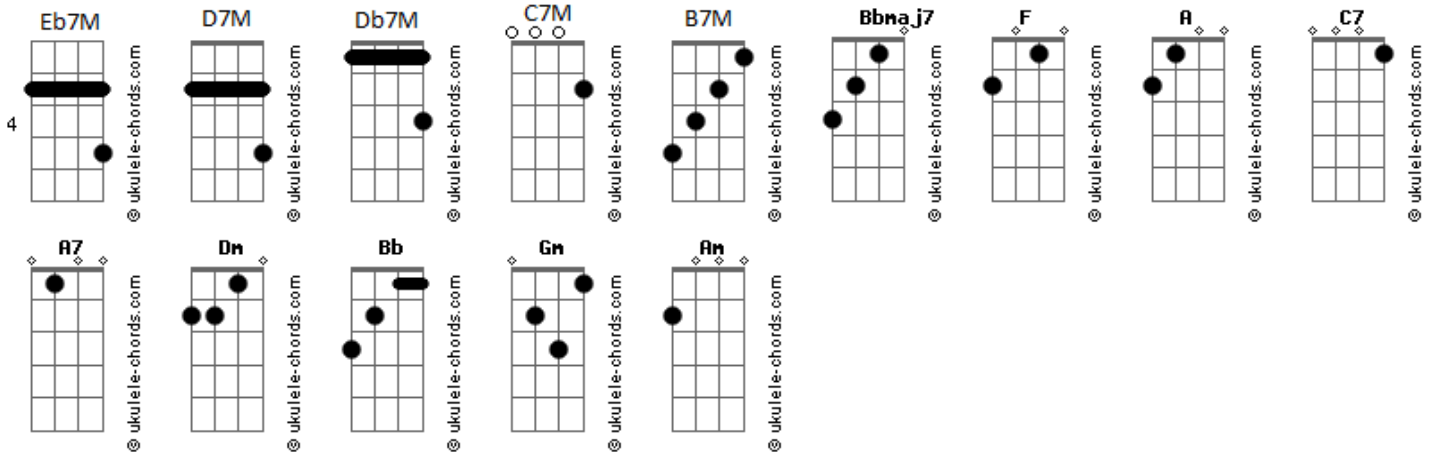 Eb7M D7M Db7M C7M B7M Bbmaj7 F A C7
4
© ukulele-chords.com © ukulele-chords.com © ukulele-chords.com © ukulele-chords.com © ukulele-chords.com © ukulele-chords.com © ukulele-chords.com © ukulele-chords.com © ukulele-chords.com
A7 Dm Bb Gm Am
© ukulele-chords.com © ukulele-chords.com © ukulele-chords.com © ukulele-chords.com © ukulele-chords.com